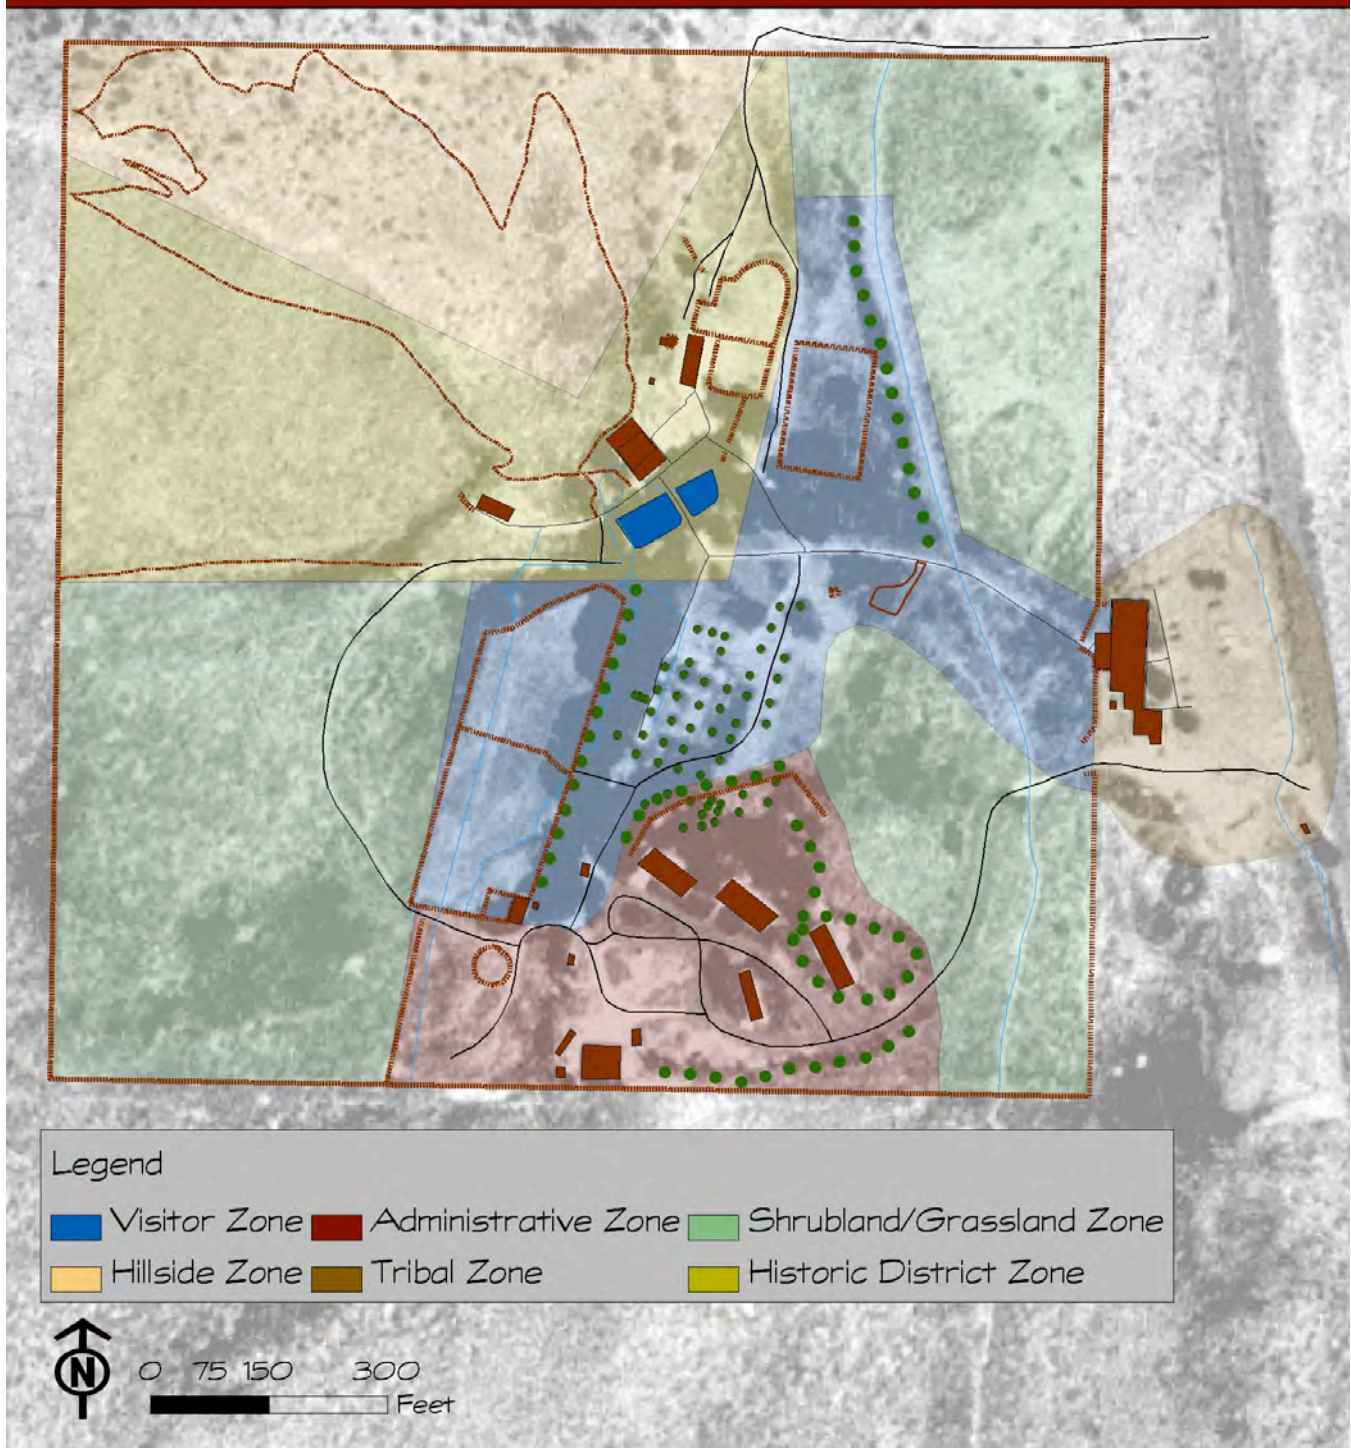 Legend
Visitor Zone Administrative Zone Shrubland/Grassland Zone
Hillside Zone Tribal Zone Historic District Zone
N
0 75 150 300
Feet